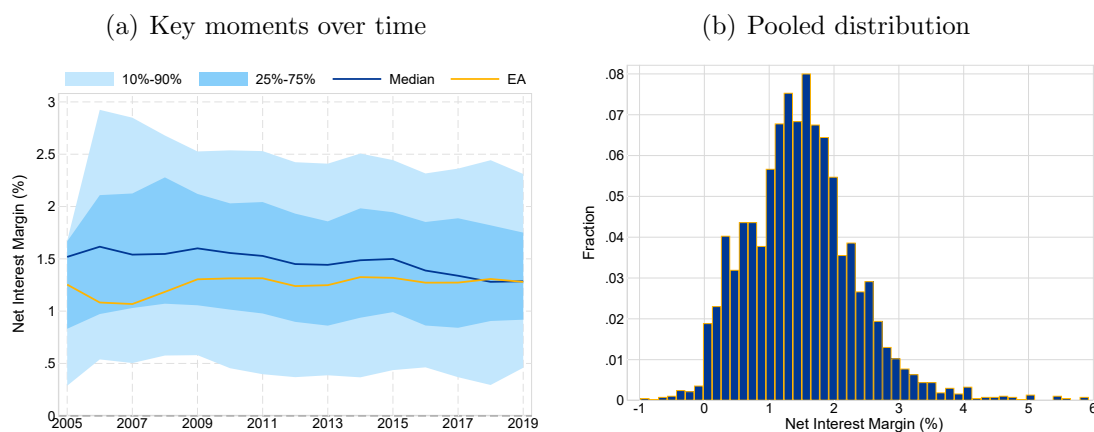 (a) Key moments over time
10%-90% 25%-75% Median EA
Net Interest Margin (%)
3
2.5
2
1.5
1
.5
0
2005 2007 2009 2011 2013 2015 2017 2019
(b) Pooled distribution
Fraction
.08
.07
.06
.05
.04
.03
.02
.01
0
-1 0 1 2 3 4 5 6
Net Interest Margin (%)